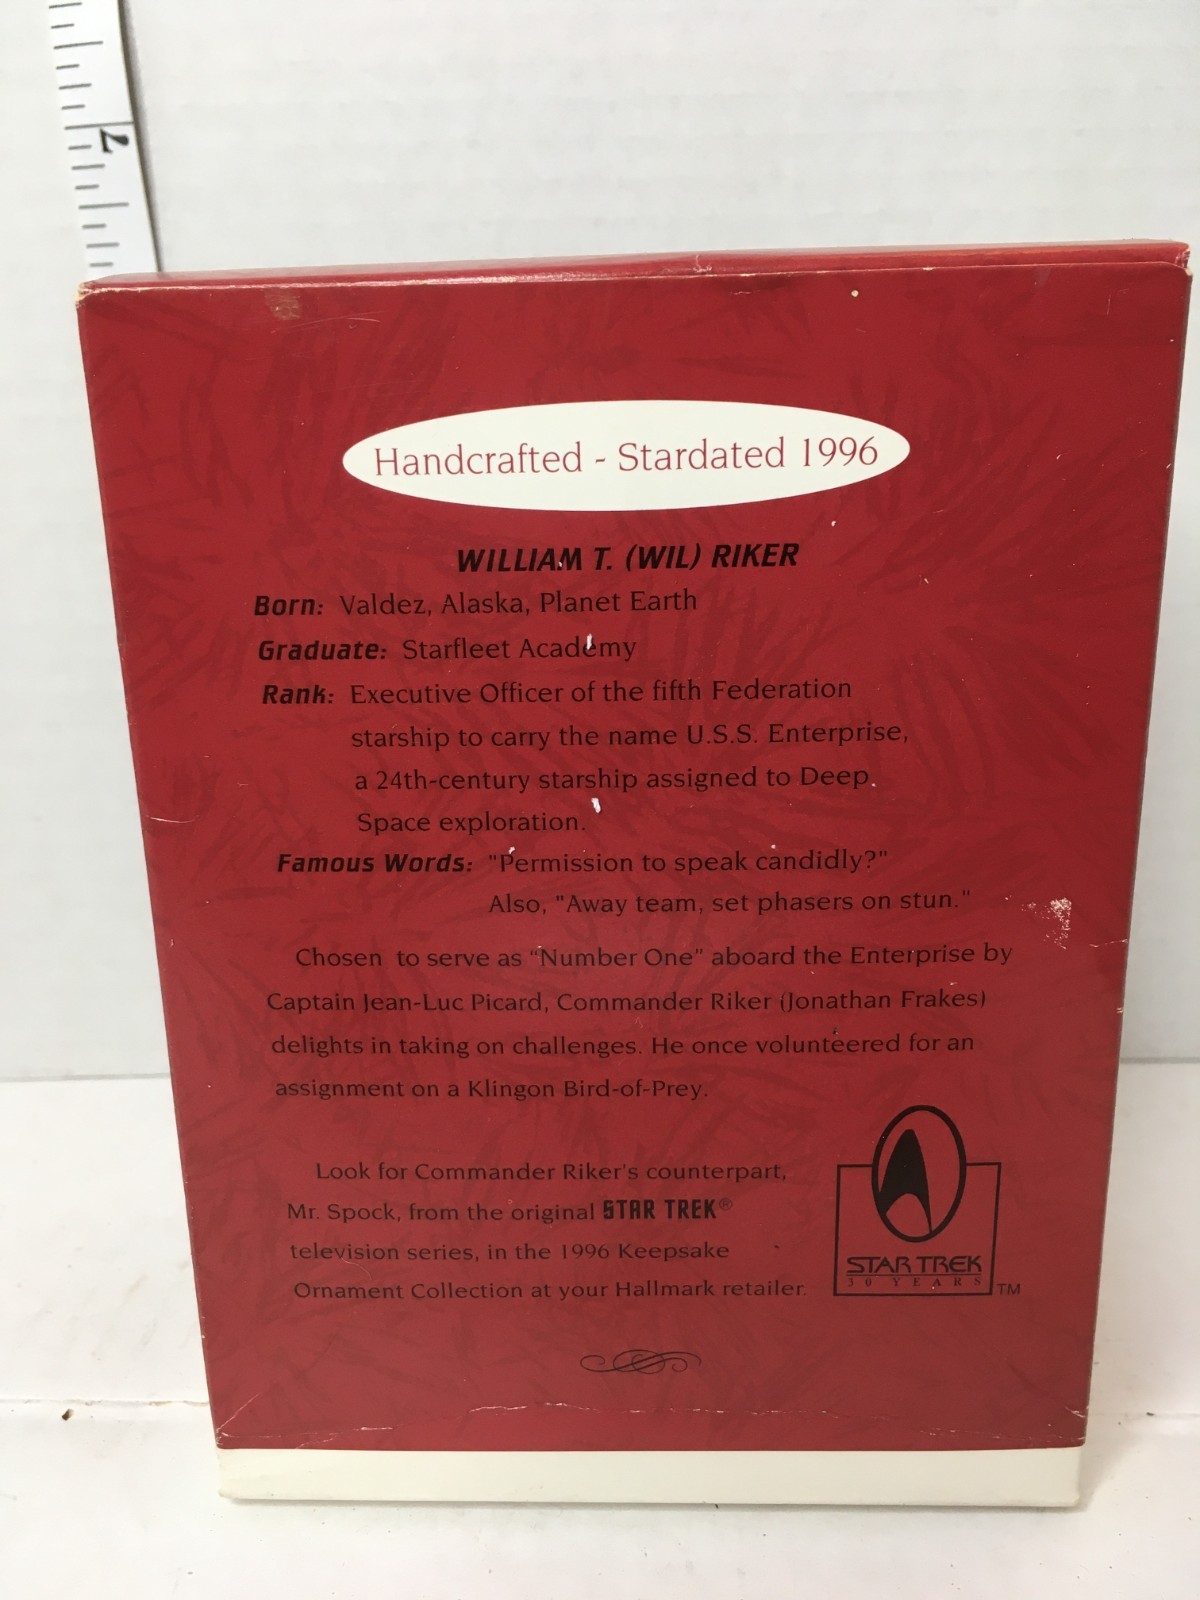 7
Handcrafted - Stardated 1996
WILLIAM T. (WIL) RIKER
Born: Valdez, Alaska, Planet Earth
Graduate: Starfleet Academy
Rank: Executive Officer of the fifth Federation
starship to carry the name U.S.S. Enterprise,
a 24th-century starship assigned to Deep
Space exploration.
Famous Words: "Permission to speak candidly?"
Also, "Away team, set phasers on stun."
Chosen to serve as "Number One" aboard the Enterprise by
Captain Jean-Luc Picard, Commander Riker (Jonathan Frakes)
delights in taking on challenges. He once volunteered for an
assignment on a Klingon Bird-of-Prey.
Look for Commander Riker's counterpart,
Mr. Spock, from the original STAR TREK®
television series, in the 1996 Keepsake
Ornament Collection at your Hallmark retailer.
STAR TREK
30 YEARS
TM